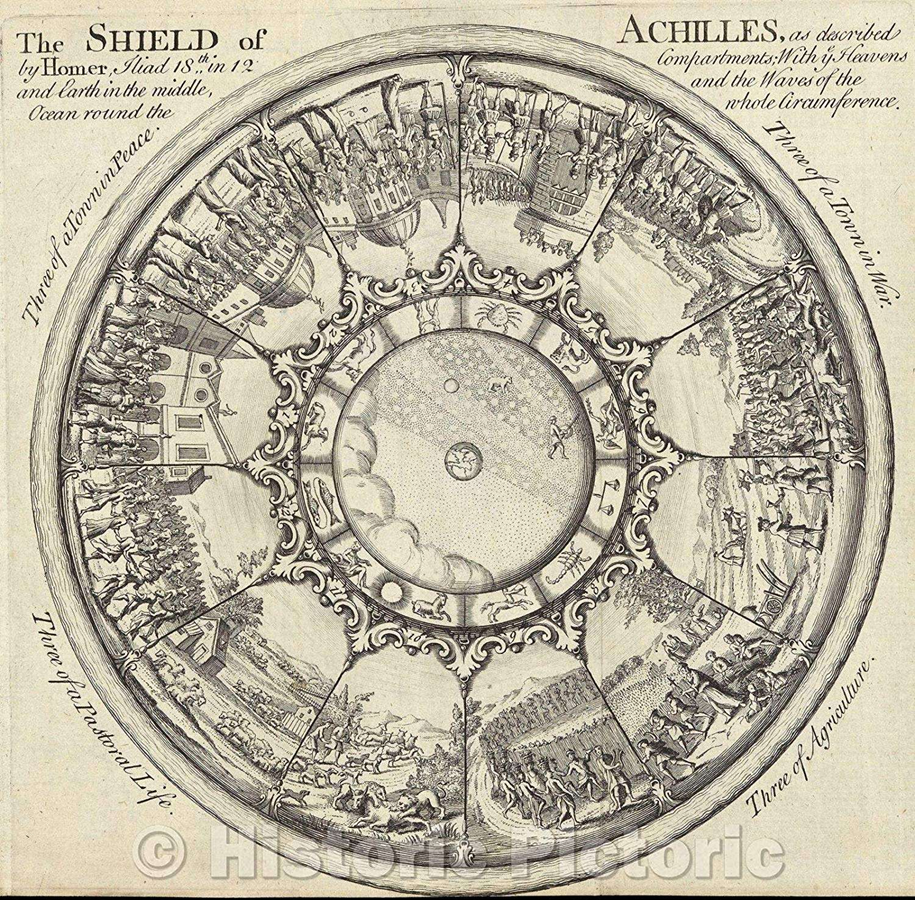 The SHIELD of
by Homer, Iliad 18.th in 12
and Earth in the middle,
Ocean round the
ACHILLES, as described
Compartments; With ye Heavens
and the Waves of the
whole Circumference.
Three of a Town in Peace.
Three of a Town in War.
Three of a Pastoral Life.
Three of Agriculture.
© Historic Pictoric